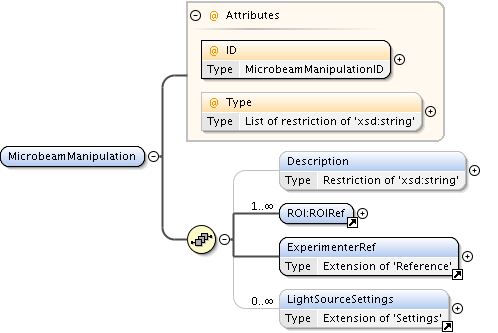 @ Attributes
@ ID
Type MicrobeamManipulationID
@ Type
Type List of restriction of 'xsd:string'
MicrobeamManipulation
Description
Type Restriction of 'xsd:string'
1..∞
ROI:ROIRef
ExperimenterRef
Type Extension of 'Reference'
0..∞
LightSourceSettings
Type Extension of 'Settings'